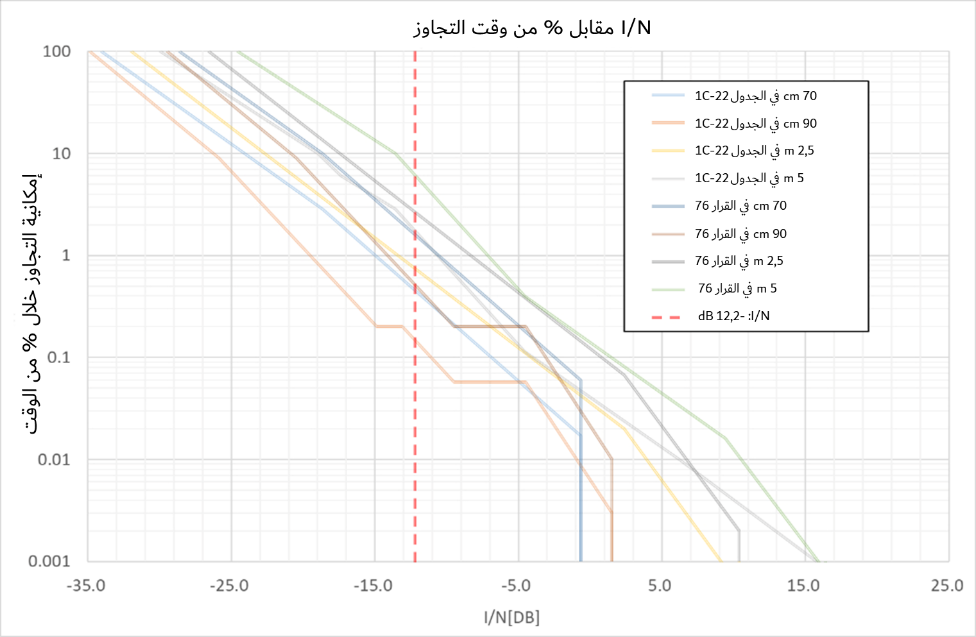 I/N مقابل % من وقت التجاوز
إمكانية التجاوز خلال % من الوقت
100
10
1
0.1
0.01
0.001
-35.0
-25.0
-15.0
-5.0
5.0
15.0
25.0
I/N[DB]
70 cm في الجدول 1C-22
90 cm في الجدول 1C-22
2,5 m في الجدول 1C-22
5 m في الجدول 1C-22
70 cm في القرار 76
90 cm في القرار 76
2,5 m في القرار 76
5 m في القرار 76
I/N: -12,2 dB